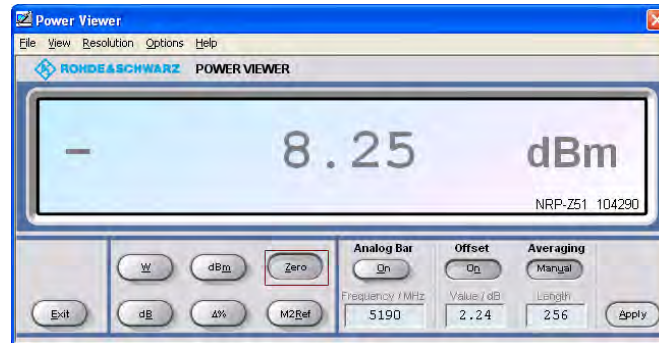 Power Viewer
File View Resolution Options Help
ROHDE&SCHWARZ POWER VIEWER
- 8.25 dBm
NRP-Z51 104290
Analog Bar Offset Averaging
W dBm Zero On On Manual
Frequency / MHz Value / dB Length
Exit dB Δ% M2Ref 5190 2.24 256 Apply